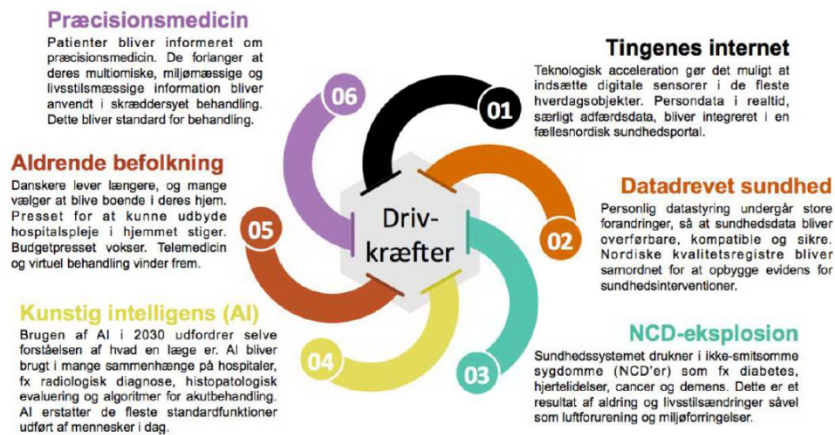 Præcisionsmedicin
Patienter bliver informeret om
præcisionsmedicin. De forlanger at
deres multiomiske, miljømæssige og
livsstilsmæssige information bliver
anvendt i skræddersyet behandling.
Dette bliver standard for behandling.
06
Tingenes internet
Teknologisk acceleration gør det muligt at
indsætte digitale sensorer i de fleste
hverdagsobjekter. Persondata i realtid,
særligt adfærdsdata, bliver integreret i en
fællesnordisk sundhedsportal.
01
Aldrende befolkning
Danskere lever længere, og mange
vælger at blive boende i deres hjem.
Presset for at kunne udbyde
hospitalspleje i hjemmet stiger.
Budgetpresset vokser. Telemedicin
og virtuel behandling vinder frem.
05
Driv-
kræfter
Datadrevet sundhed
Personlig datastyring undergår store
forandringer, så at sundhedsdata bliver
overførbare, kompatible og sikre.
Nordiske kvalitetsregistre bliver
samordnet for at opbygge evidens for
sundhedsinterventioner.
02
Kunstig intelligens (AI)
Brugen af AI i 2030 udfordrer selve
forståelsen af hvad en læge er. AI bliver
brugt i mange sammenhænge på hospitaler,
fx radiologisk diagnose, histopatologisk
evaluering og algoritmer for akutbehandling.
AI erstatter de fleste standardfunktioner
udført af mennesker i dag.
04
NCD-eksplosion
Sundhedssystemet drukner i ikke-smitsomme
sygdomme (NCD'er) som fx diabetes,
hjertelidelser, cancer og demens. Dette er et
resultat af aldring og livsstilsændringer såvel
som luftforurening og miljøforringelser.
03